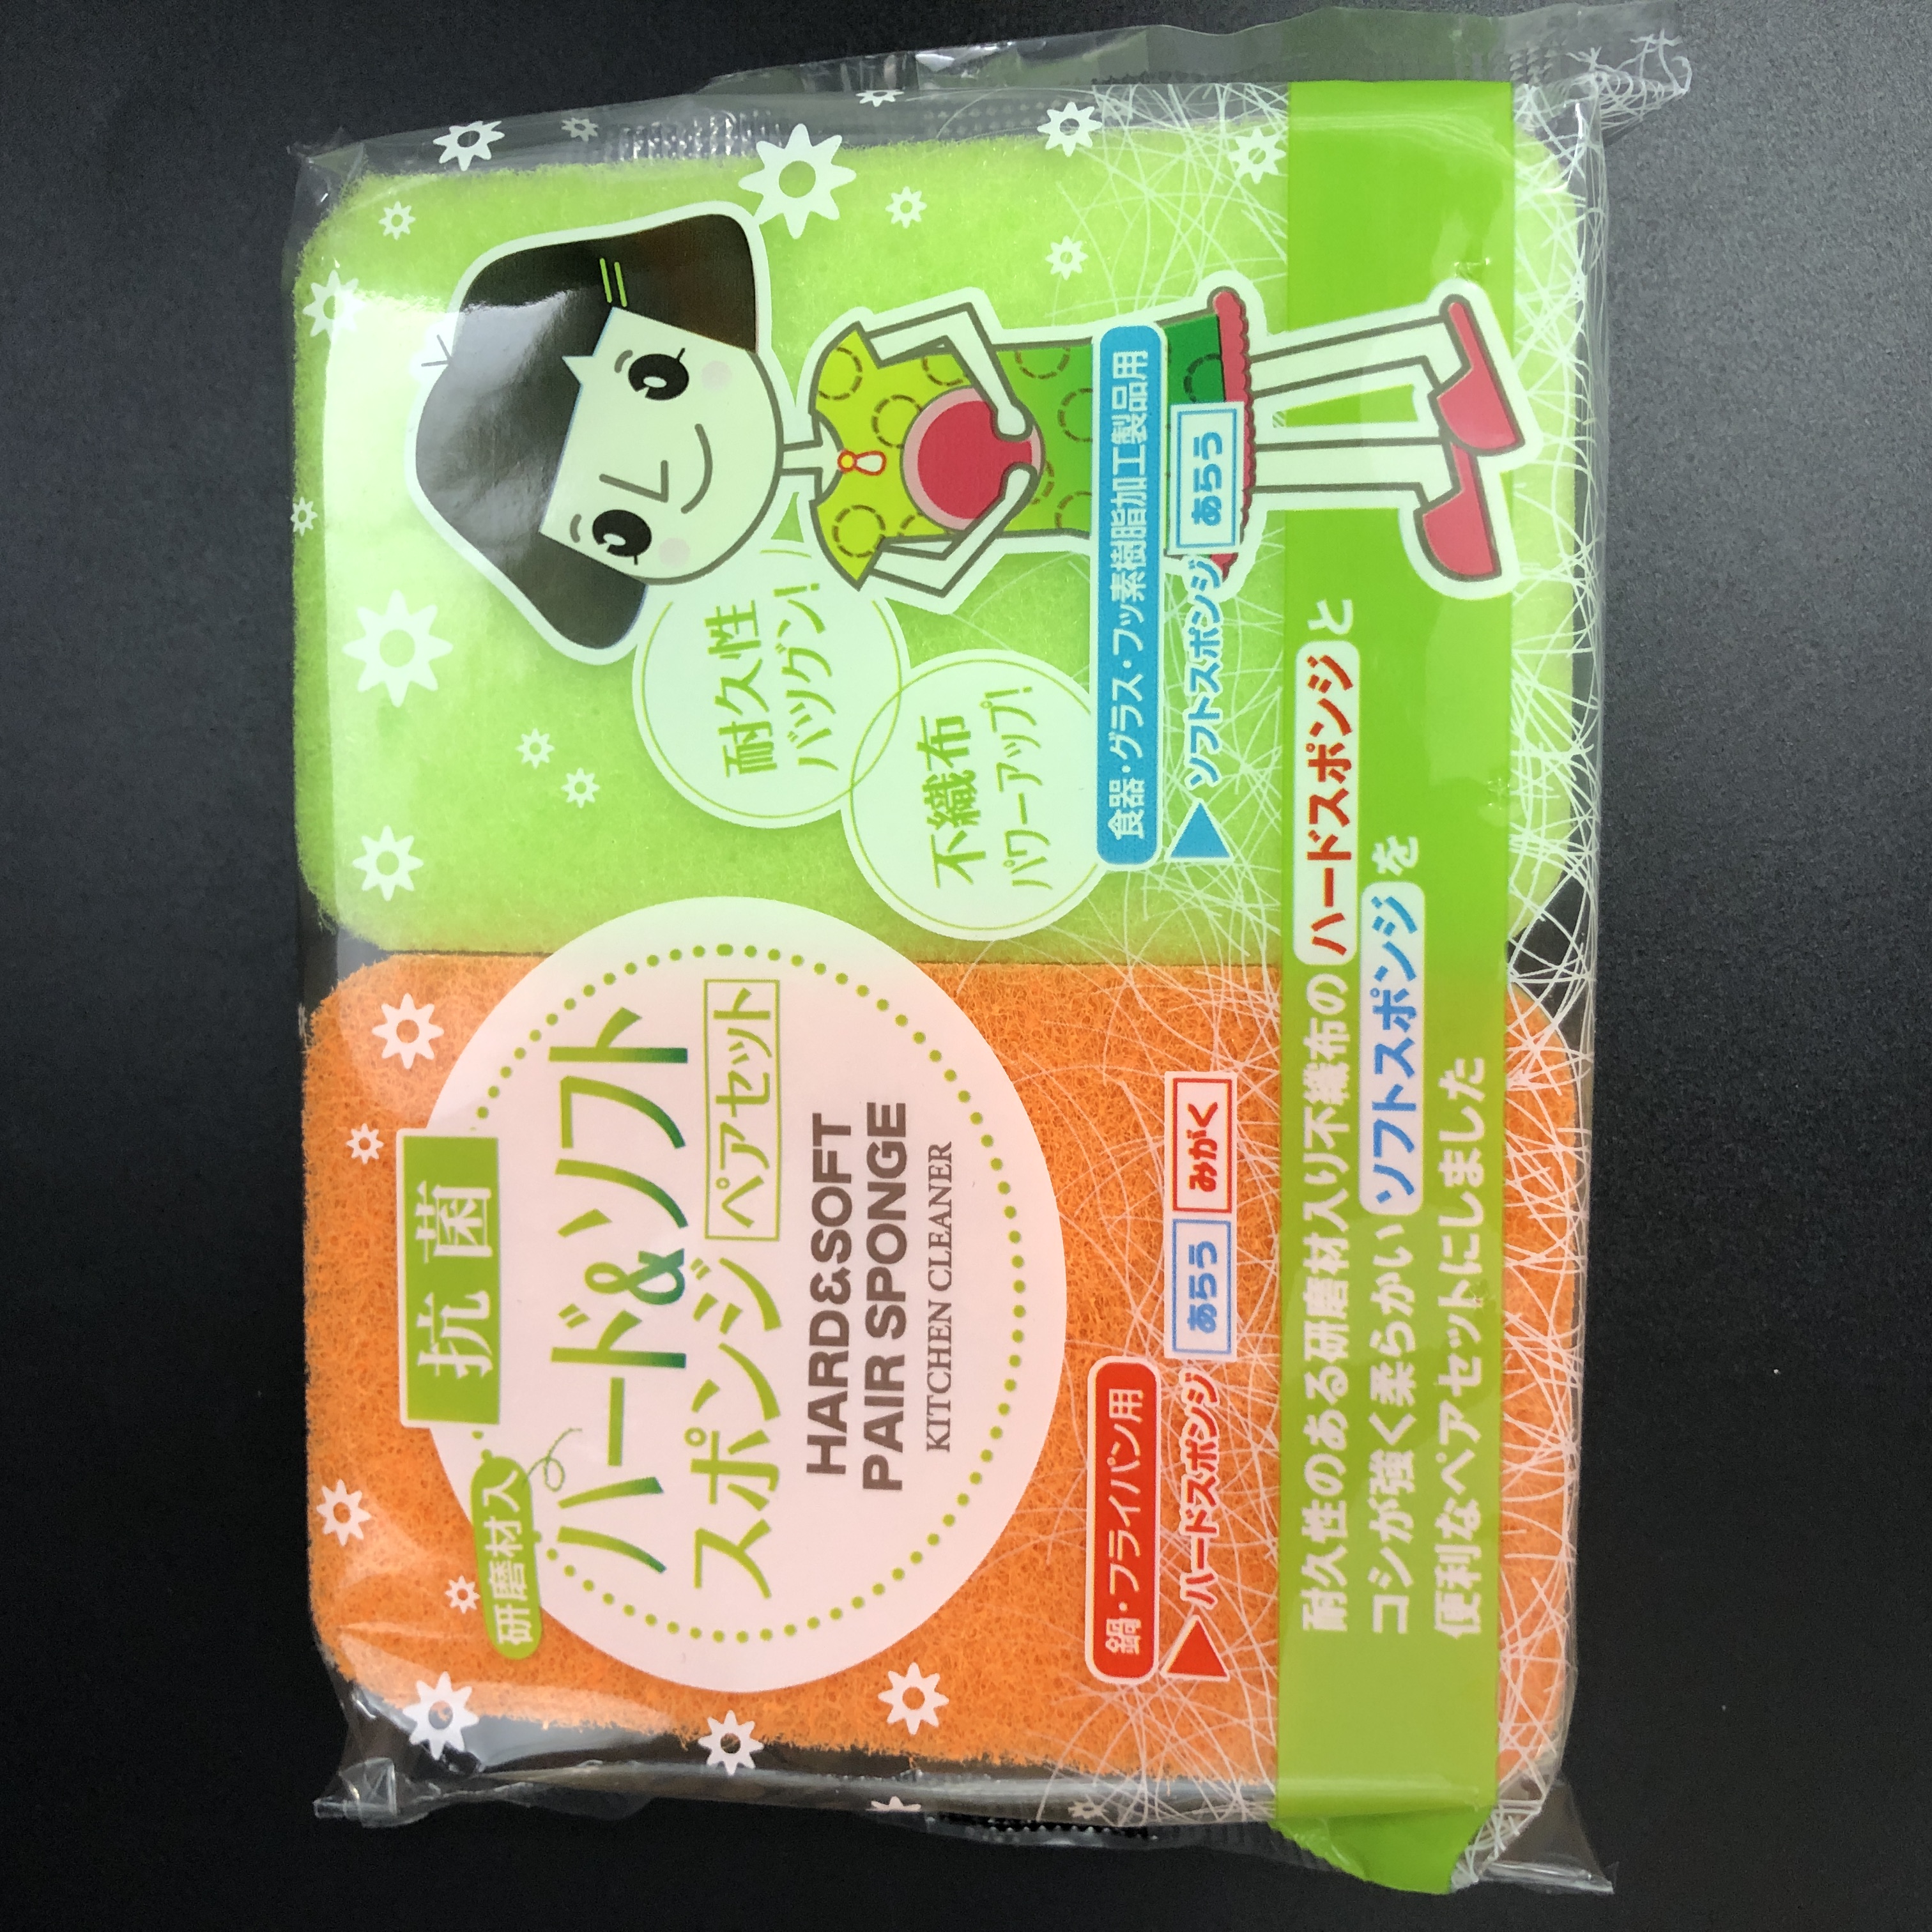 抗菌
研磨材入
ハード&ソフト
スポンジ ペアセット
HARD&SOFT
PAIR SPONGE
KITCHEN CLEANER
耐久性
バツグン!
不織布
パワーアップ!
鍋・フライパン用
ハードスポンジ あらう みがく
食器・グラス・フッ素樹脂加工製品用
ソフトスポンジ あらう
耐久性のある研磨材入り不織布のハードスポンジと
コシが強く柔らかいソフトスポンジを
便利なペアセットにしました